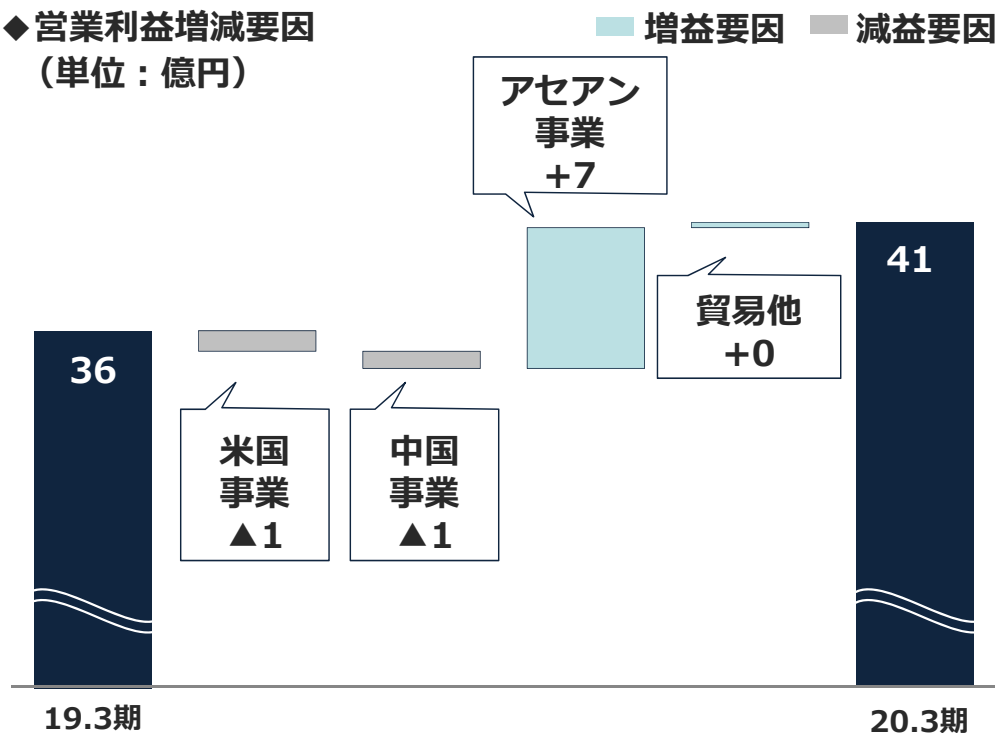 ◆営業利益増減要因
（単位：億円）
増益要因
減益要因
アセアン
事業
+7
41
貿易他
+0
36
米国
事業
▲1
中国
事業
▲1
19.3期
20.3期